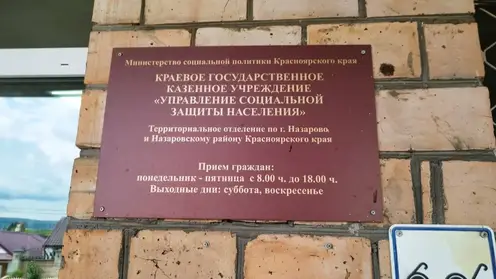 Министерство социальной политики Красноярского края
КРАЕВОЕ ГОСУДАРСТВЕННОЕ
КАЗЕННОЕ УЧРЕЖДЕНИЕ
«УПРАВЛЕНИЕ СОЦИАЛЬНОЙ
ЗАЩИТЫ НАСЕЛЕНИЯ»
Территориальное отделение по г. Назарово
и Назаровскому району Красноярского края
Прием граждан:
понедельник - пятница с 8.00 ч. до 18.00 ч.
Выходные дни: суббота, воскресенье